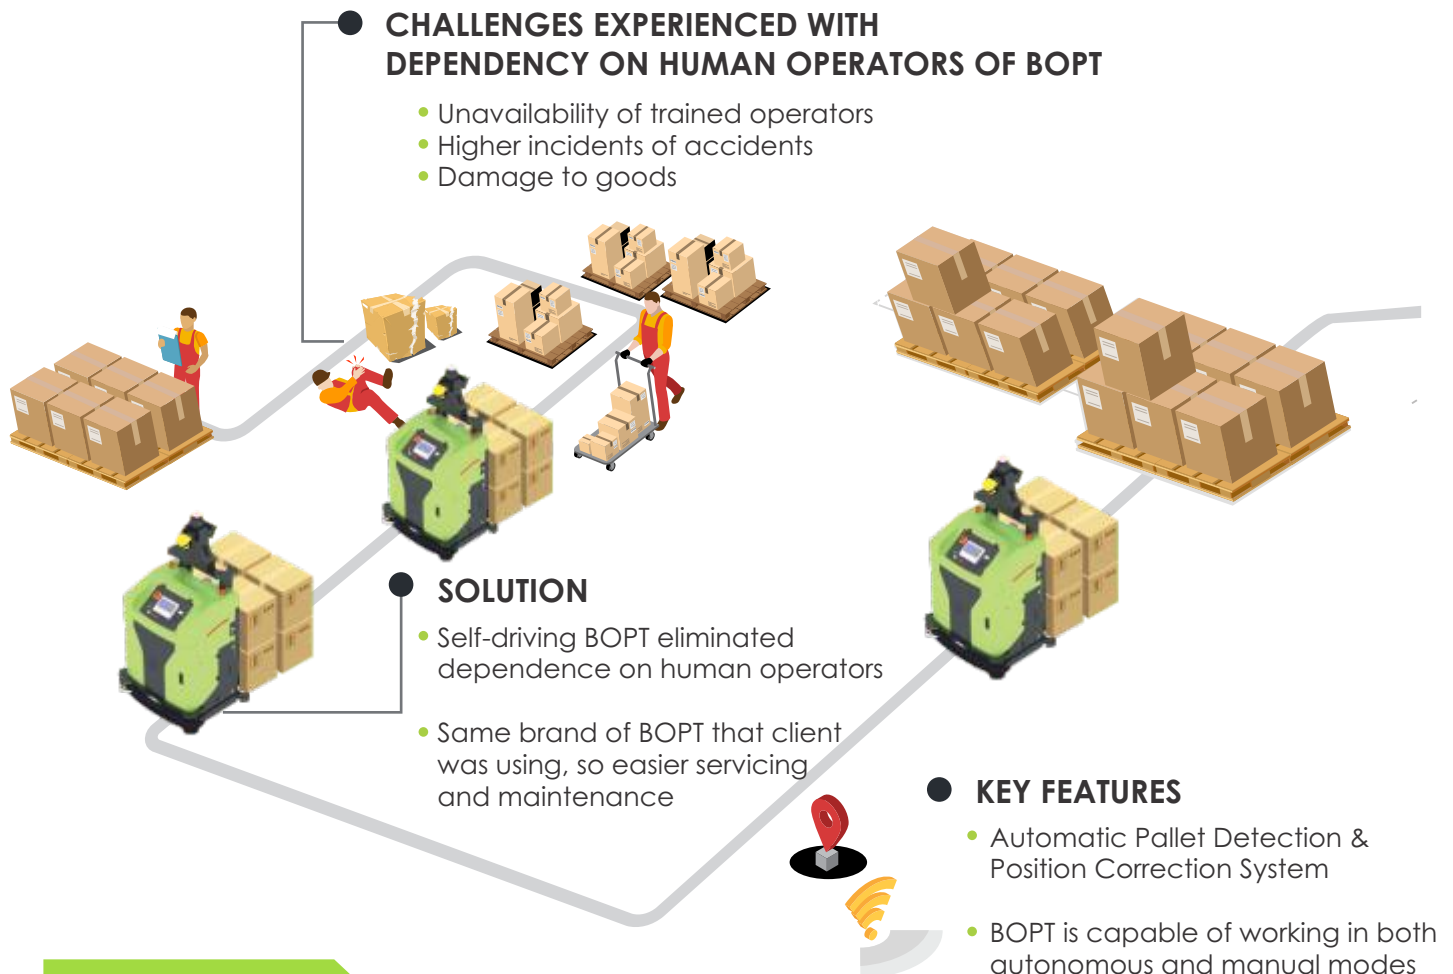 CHALLENGES EXPERIENCED WITH
DEPENDENCY ON HUMAN OPERATORS OF BOPT
• Unavailability of trained operators
• Higher incidents of accidents
• Damage to goods
SOLUTION
• Self-driving BOPT eliminated
dependence on human operators
• Same brand of BOPT that client
was using, so easier servicing
and maintenance
KEY FEATURES
• Automatic Pallet Detection &
Position Correction System
• BOPT is capable of working in both
autonomous and manual modes